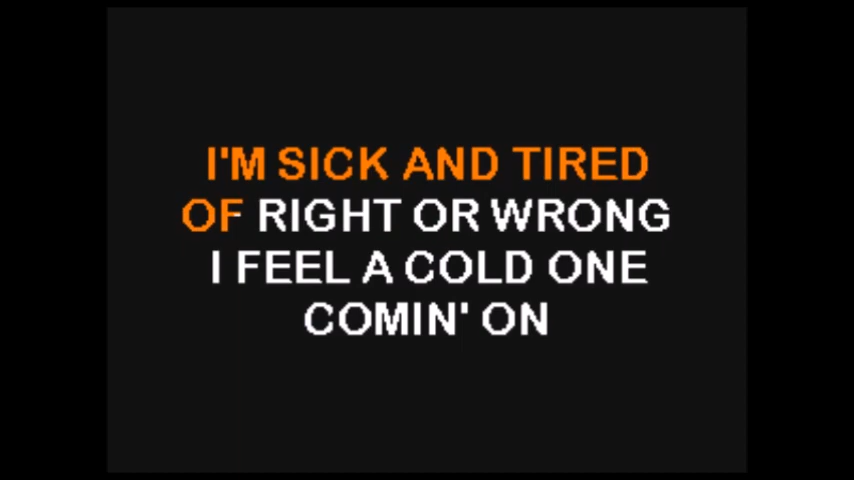 I'M SICK AND TIRED
OF RIGHT OR WRONG
I FEEL A COLD ONE
COMIN' ON